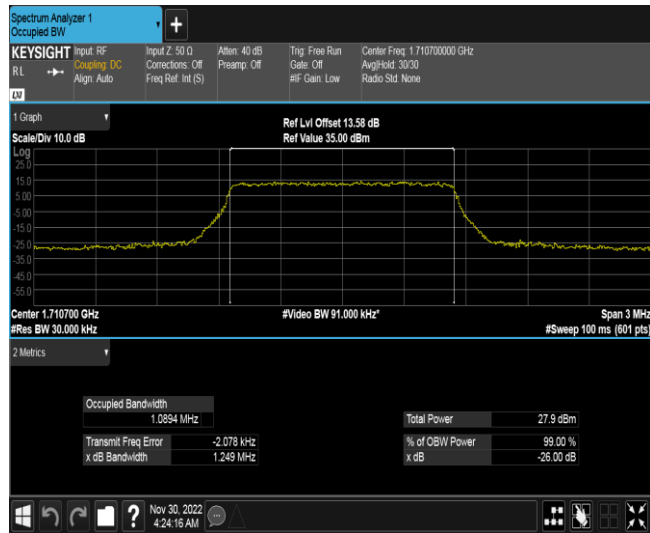 Spectrum Analyzer 1
Occupied BW
+
KEYSIGHT Input: RF Input Z: 50 Ω Atten: 40 dB Trig: Free Run Center Freq: 1.710700000 GHz
RL Coupling: DC Corrections: Off Preamp: Off Gate: Off Avg|Hold: 30/30
Align: Auto Freq Ref: Int (S) #IF Gain: Low Radio Std: None
LXI
1 Graph
Ref Lvl Offset 13.58 dB
Scale/Div 10.0 dB Ref Value 35.00 dBm
Log
25.0
15.0
5.00
-5.00
-15.0
-25.0
-35.0
-45.0
-55.0
Center 1.710700 GHz #Video BW 91.000 kHz* Span 3 MHz
#Res BW 30.000 kHz #Sweep 100 ms (601 pts)
2 Metrics
Occupied Bandwidth
1.0894 MHz Total Power 27.9 dBm
Transmit Freq Error -2.078 kHz % of OBW Power 99.00 %
x dB Bandwidth 1.249 MHz x dB -26.00 dB
? Nov 30, 2022
4:24:16 AM